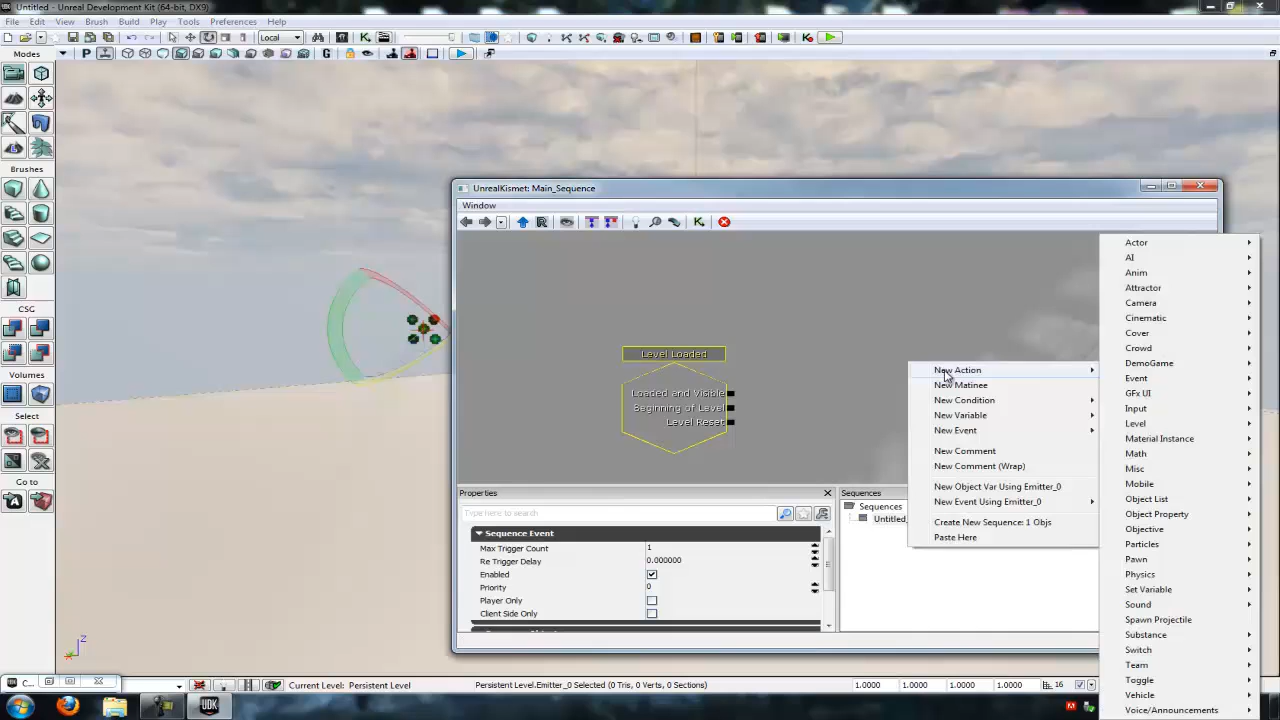 Untitled - Unreal Development Kit (64-bit, DX9)
File Edit View Brush Build Play Tools Preferences Help
Local
Modes
P
G
Brushes
CSG
Volumes
Select
Go to
UnrealKismet: Main_Sequence
Window
Level Loaded
Loaded and Visible
Beginning of Level
Level Reset
New Action
New Matinee
New Condition
New Variable
New Event
New Comment
New Comment (Wrap)
New Object Var Using Emitter_0
New Event Using Emitter_0
Create New Sequence: 1 Objs
Paste Here
Actor
AI
Anim
Attractor
Camera
Cinematic
Cover
Crowd
DemoGame
Event
GFx UI
Input
Level
Material Instance
Math
Misc
Mobile
Object List
Object Property
Objective
Particles
Pawn
Physics
Set Variable
Sound
Spawn Projectile
Substance
Switch
Team
Toggle
Vehicle
Voice/Announcements
Properties
Type here to search
Sequence Event
Max Trigger Count 1
Re Trigger Delay 0.000000
Enabled
Priority 0
Player Only
Client Side Only
Sequences
Sequences
Untitled_
Z
C...
Current Level: Persistent Level
Persistent Level.Emitter_0 Selected (0 Tris, 0 Verts, 0 Sections)
1.0000 1.0000 1.0000 1.0000 16
UDK